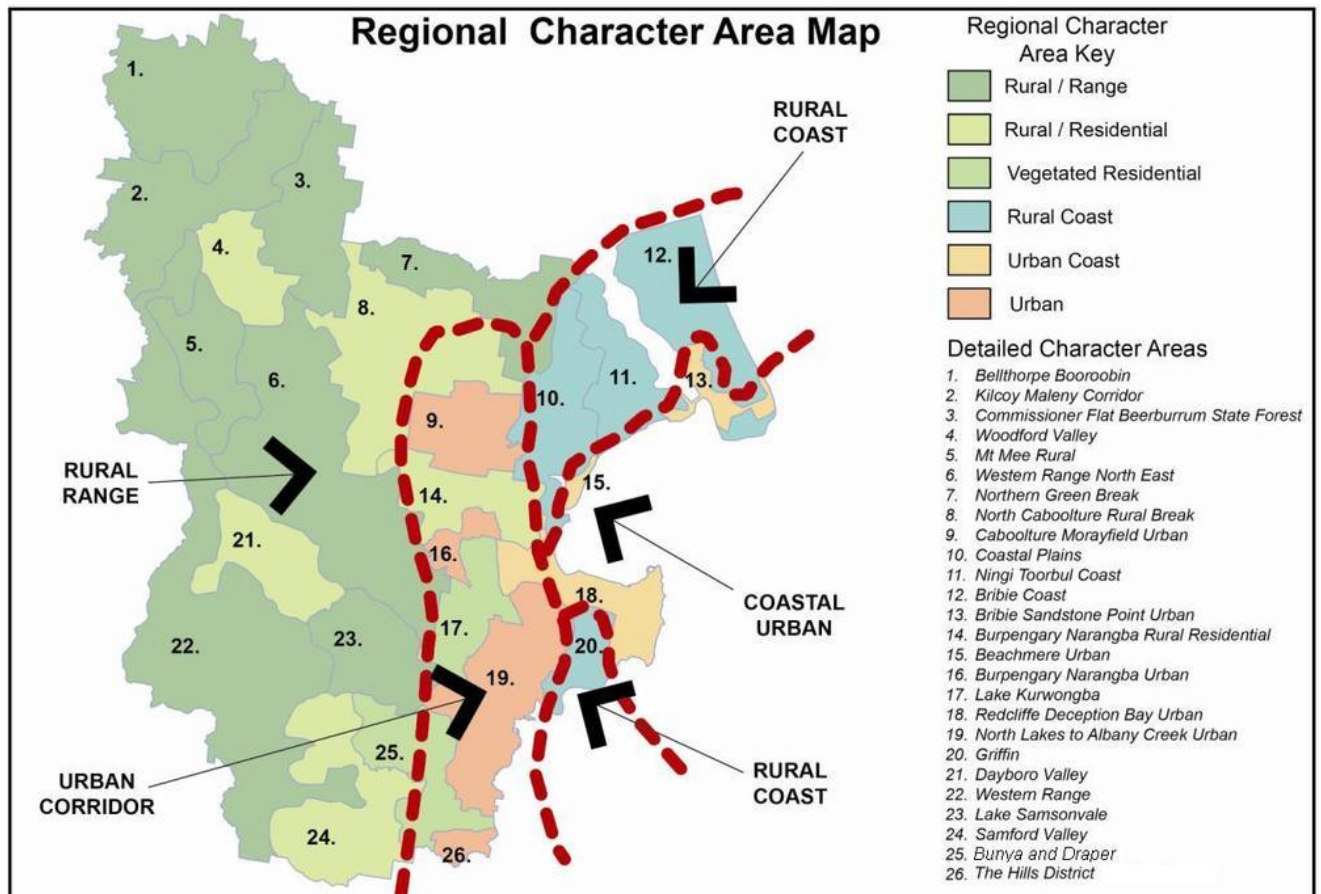 Regional Character Area Map
Regional Character
Area Key
Rural / Range
Rural / Residential
Vegetated Residential
Rural Coast
Urban Coast
Urban
Detailed Character Areas
1. Bellthorpe Booroobin
2. Kilcoy Maleny Corridor
3. Commissioner Flat Beerburrum State Forest
4. Woodford Valley
5. Mt Mee Rural
6. Western Range North East
7. Northern Green Break
8. North Caboolture Rural Break
9. Caboolture Morayfield Urban
10. Coastal Plains
11. Ningi Toorbul Coast
12. Bribie Coast
13. Bribie Sandstone Point Urban
14. Burpengary Narangba Rural Residential
15. Beachmere Urban
16. Burpengary Narangba Urban
17. Lake Kurwongba
18. Redcliffe Deception Bay Urban
19. North Lakes to Albany Creek Urban
20. Griffin
21. Dayboro Valley
22. Western Range
23. Lake Samsonvale
24. Samford Valley
25. Bunya and Draper
26. The Hills District
RURAL
COAST
RURAL
RANGE
COASTAL
URBAN
URBAN
CORRIDOR
RURAL
COAST
1.
2.
3.
4.
5.
6.
7.
8.
9.
10.
11.
12.
13.
14.
15.
16.
17.
18.
19.
20.
21.
22.
23.
24.
25.
26.